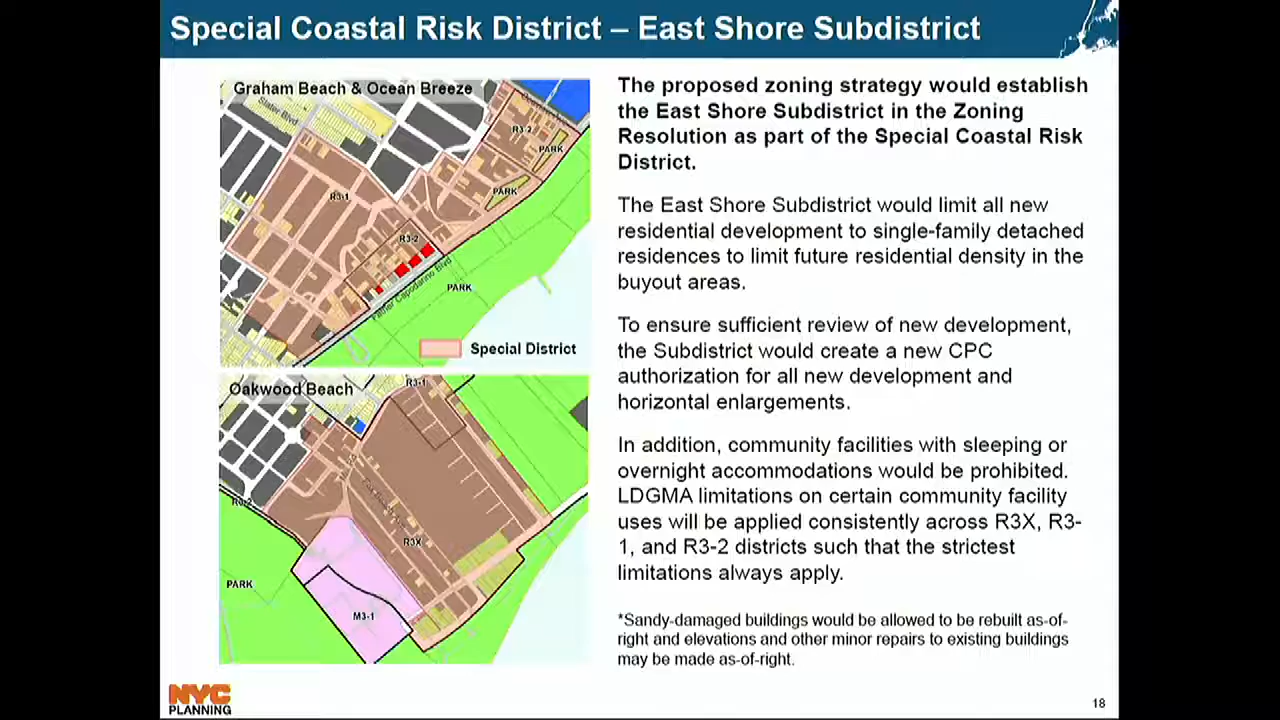 Special Coastal Risk District – East Shore Subdistrict
Graham Beach & Ocean Breeze
Slater Blvd
R3-2
PARK
PARK
R3-1
R3-2
Father Capodanno Blvd
PARK
Special District
Oakwood Beach
R3-1
R3-2
R3X
PARK
M3-1
The proposed zoning strategy would establish
the East Shore Subdistrict in the Zoning
Resolution as part of the Special Coastal Risk
District.
The East Shore Subdistrict would limit all new
residential development to single-family detached
residences to limit future residential density in the
buyout areas.
To ensure sufficient review of new development,
the Subdistrict would create a new CPC
authorization for all new development and
horizontal enlargements.
In addition, community facilities with sleeping or
overnight accommodations would be prohibited.
LDGMA limitations on certain community facility
uses will be applied consistently across R3X, R3-
1, and R3-2 districts such that the strictest
limitations always apply.
*Sandy-damaged buildings would be allowed to be rebuilt as-of-
right and elevations and other minor repairs to existing buildings
may be made as-of-right.
NYC
PLANNING
18